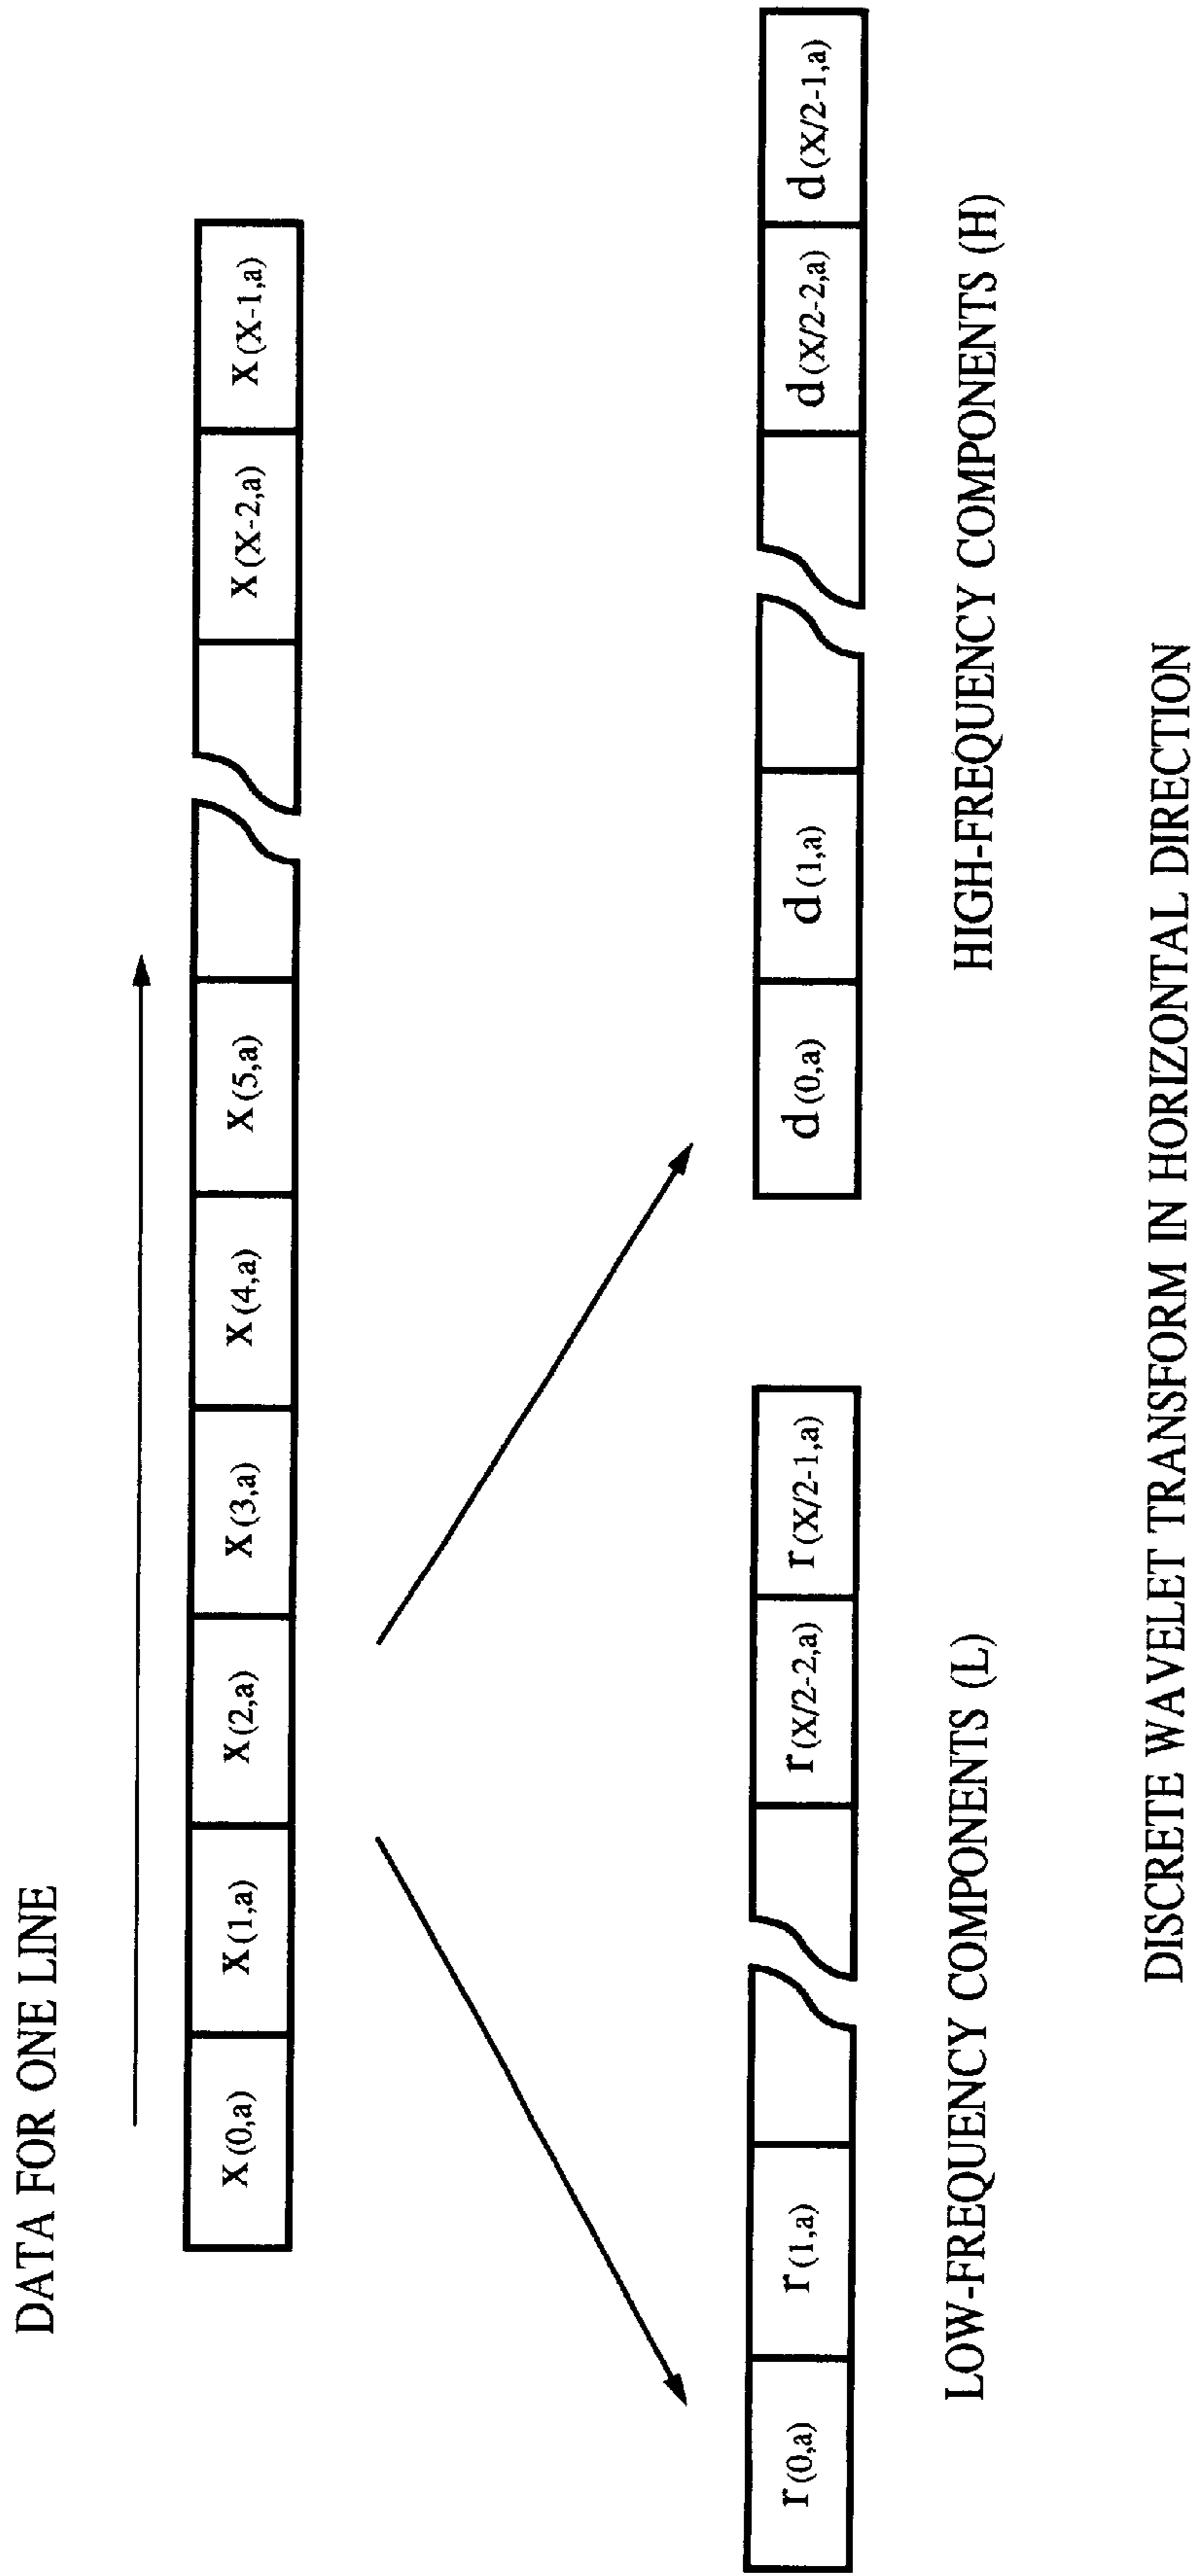 DATA FOR ONE LINE
x(0,a) x(1,a) x(2,a) x(3,a) x(4,a) x(5,a) x(X-2,a) x(X-1,a)
r(0,a) r(1,a) r(X/2-2,a) r(X/2-1,a) d(0,a) d(1,a) d(X/2-2,a) d(X/2-1,a)
LOW-FREQUENCY COMPONENTS (L) HIGH-FREQUENCY COMPONENTS (H)
DISCRETE WAVELET TRANSFORM IN HORIZONTAL DIRECTION